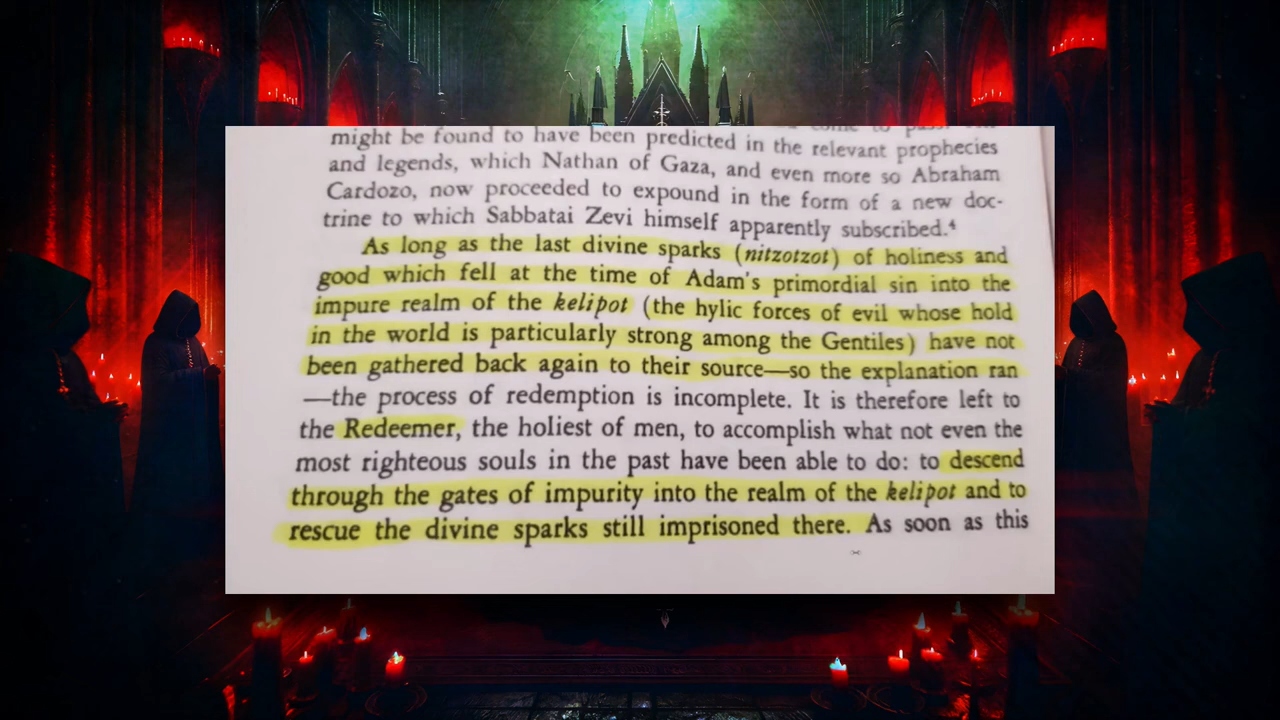 might be found to have been predicted in the relevant prophecies
and legends, which Nathan of Gaza, and even more so Abraham
Cardozo, now proceeded to expound in the form of a new doc-
trine to which Sabbatai Zevi himself apparently subscribed.⁴
As long as the last divine sparks (nitzotzot) of holiness and
good which fell at the time of Adam's primordial sin into the
impure realm of the kelipot (the hylic forces of evil whose hold
in the world is particularly strong among the Gentiles) have not
been gathered back again to their source—so the explanation ran
—the process of redemption is incomplete. It is therefore left to
the Redeemer, the holiest of men, to accomplish what not even the
most righteous souls in the past have been able to do: to descend
through the gates of impurity into the realm of the kelipot and to
rescue the divine sparks still imprisoned there. As soon as this